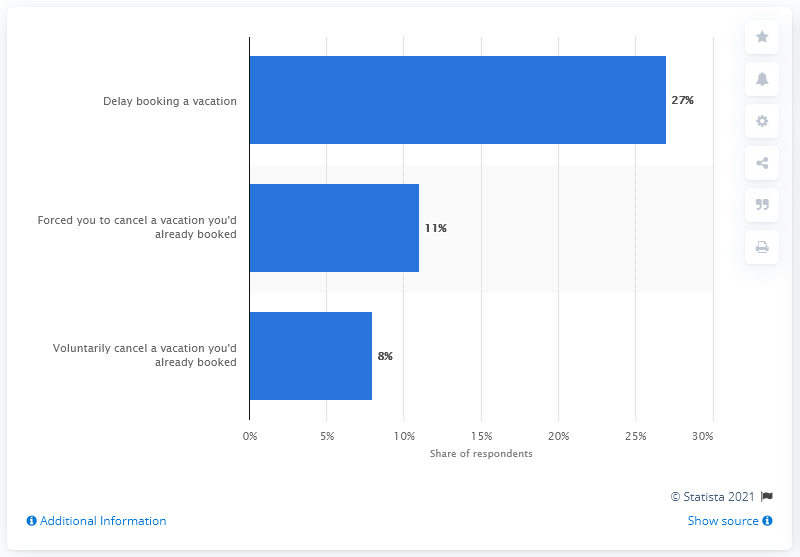 Delay booking a vacation
27%
Forced you to cancel a vacation you'd
already booked
11%
Voluntarily cancel a vacation you'd
already booked
8%
0% 5% 10% 15% 20% 25% 30%
Share of respondents
© Statista 2021
Additional Information
Show source